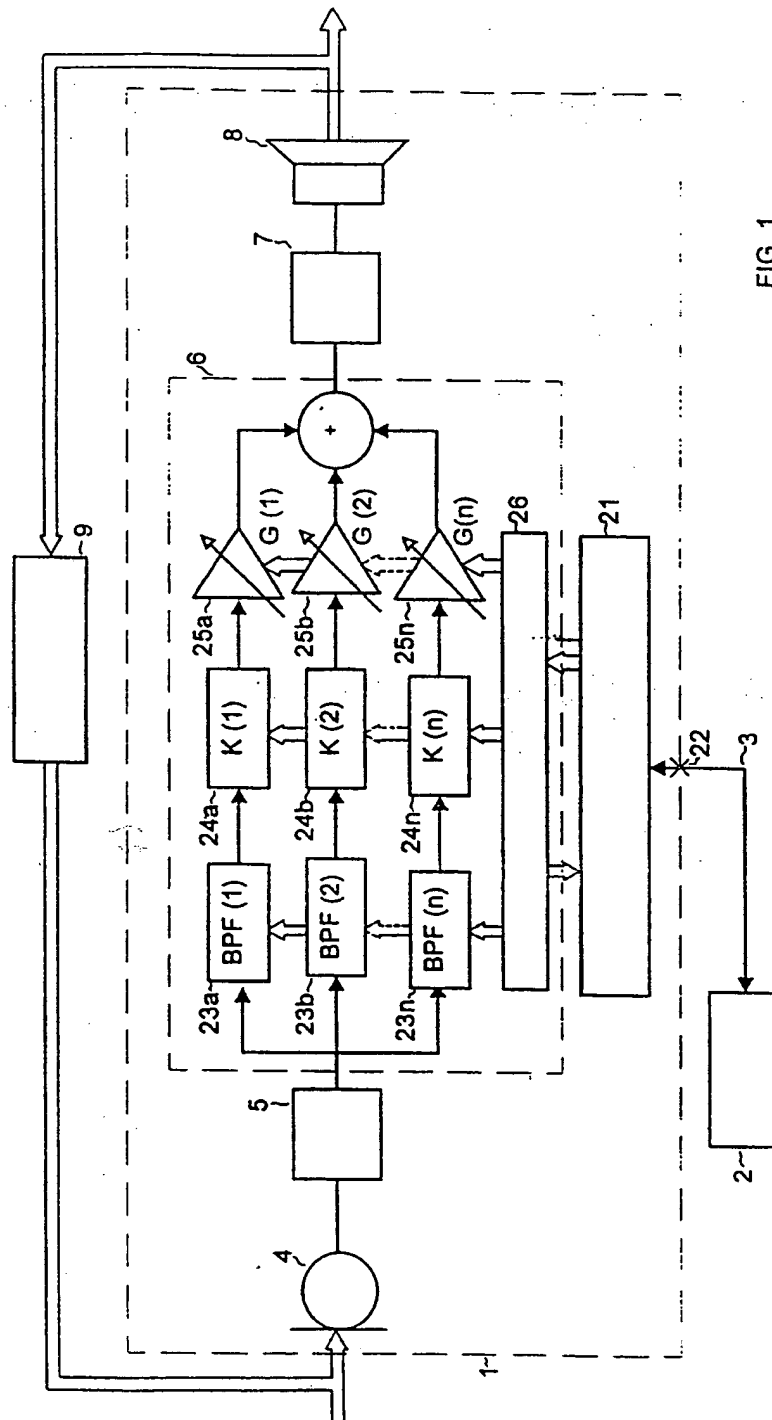 9
8
7
6
G (1)
G (2)
G(n)
+
25a
25b
25n
26
21
K (1)
K (2)
K (n)
24a
24b
24n
22
3
BPF (1)
BPF (2)
BPF (n)
23a
23b
23n
5
4
2
1
FIG. 1